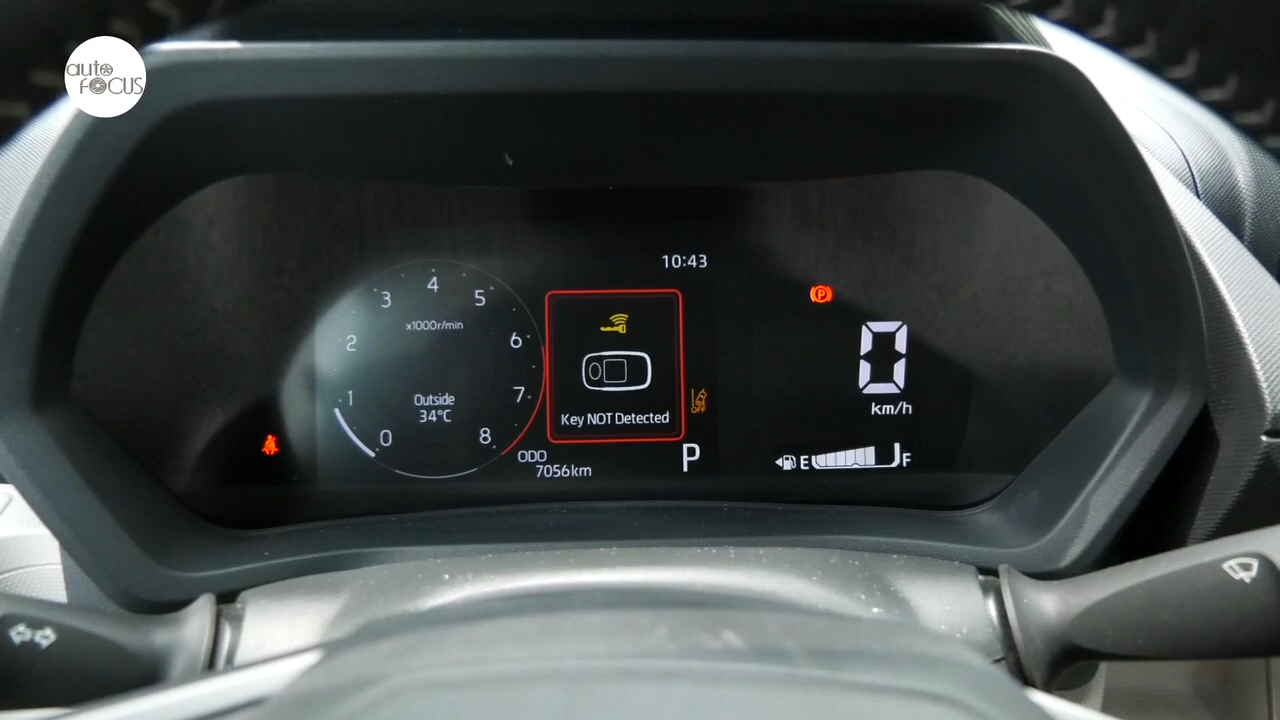 auto
FOCUS
10:43
0
1
2
3
4
5
6
7
8
x1000r/min
Outside
34°C
Key NOT Detected
OFF
ODO
7056km
P
P
0
km/h
E
F